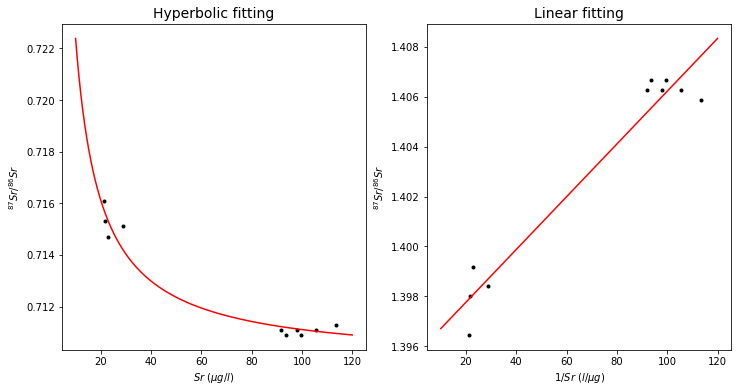 Hyperbolic fitting
0.722
0.720
0.718
0.716
0.714
0.712
20 40 60 80 100 120
Sr (μg/l)
⁸⁷Sr/⁸⁶Sr
Linear fitting
1.408
1.406
1.404
1.402
1.400
1.398
1.396
20 40 60 80 100 120
1/Sr (l/μg)
⁸⁷Sr/⁸⁶Sr